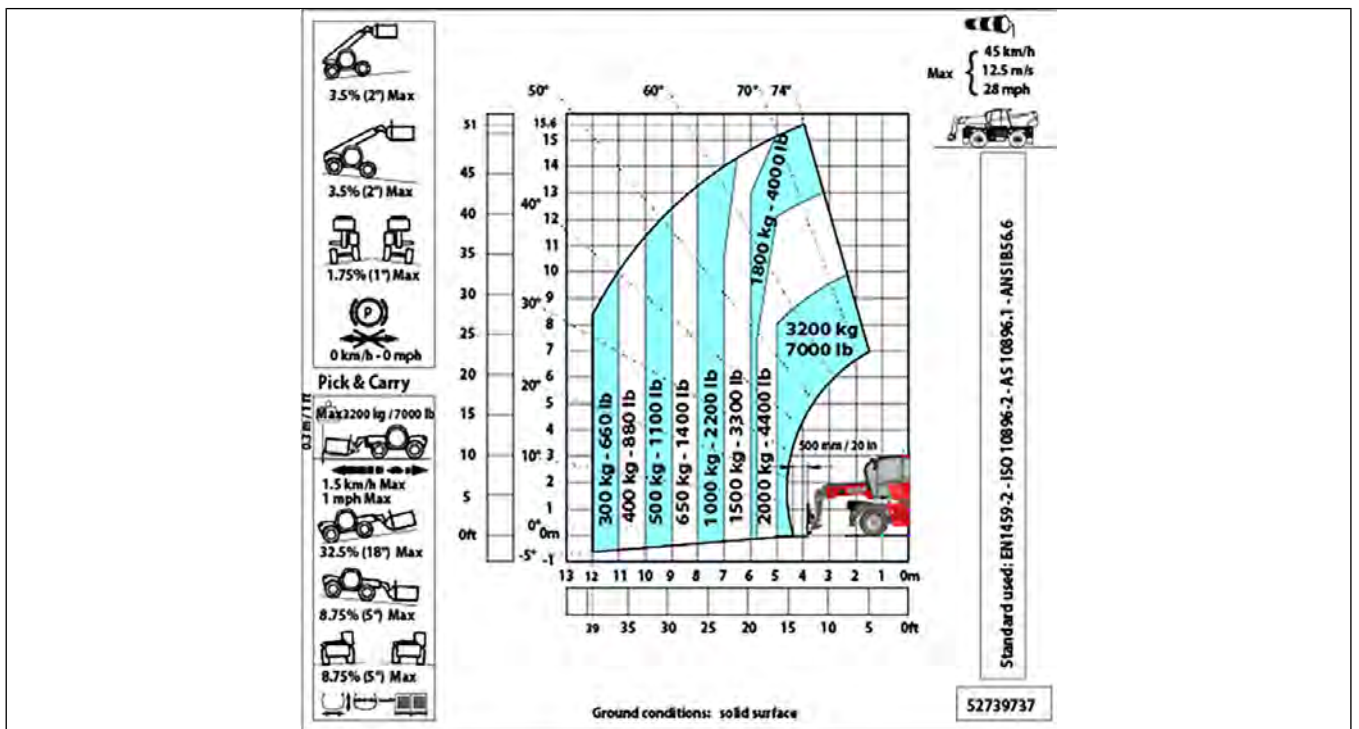 3.5% (2°) Max
3.5% (2°) Max
1.75% (1°) Max
P
0 km/h - 0 mph
Pick & Carry
0.3 m / 1 ft
Max3200 kg / 7000 lb
1.5 km/h Max
1 mph Max
32.5% (18°) Max
8.75% (5°) Max
8.75% (5°) Max
50° 60° 70° 74°
40°
30°
20°
10°
0°
-5°
51
45
40
35
30
25
20
15
10
5
0ft
15.6
15
14
13
12
11
10
9
8
7
6
5
4
3
2
1
0m
-1
300 kg - 660 lb
400 kg - 880 lb
500 kg - 1100 lb
650 kg - 1400 lb
1000 kg - 2200 lb
1500 kg - 3300 lb
2000 kg - 4400 lb
1800 kg - 4000 lb
3200 kg
7000 lb
500 mm / 20 in
13 12 11 10 9 8 7 6 5 4 3 2 1 0m
39 35 30 25 20 15 10 5 0ft
Ground conditions: solid surface
Max
45 km/h
12.5 m/s
28 mph
Standard used: EN1459-2 - ISO 10896-2 - AS 10896.1 - ANSIB56.6
52739737